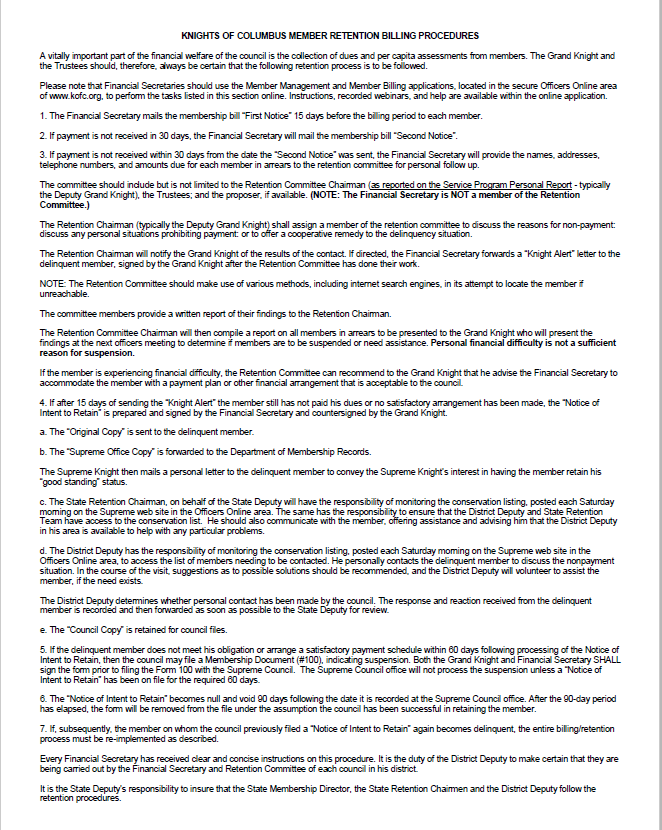 KNIGHTS OF COLUMBUS MEMBER RETENTION BILLING PROCEDURES
A vitally important part of the financial welfare of the council is the collection of dues and per capita assessments from members. The Grand Knight and
the Trustees should, therefore, always be certain that the following retention process is to be followed.
Please note that Financial Secretaries should use the Member Management and Member Billing applications, located in the secure Officers Online area
of www.kofc.org, to perform the tasks listed in this section online. Instructions, recorded webinars, and help are available within the online application.
1. The Financial Secretary mails the membership bill "First Notice" 15 days before the billing period to each member.
2. If payment is not received in 30 days, the Financial Secretary will mail the membership bill "Second Notice".
3. If payment is not received within 30 days from the date the "Second Notice" was sent, the Financial Secretary will provide the names, addresses,
telephone numbers, and amounts due for each member in arrears to the retention committee for personal follow up.
The committee should include but is not limited to the Retention Committee Chairman (as reported on the Service Program Personal Report - typically
the Deputy Grand Knight), the Trustees; and the proposer, if available. (NOTE: The Financial Secretary is NOT a member of the Retention
Committee.)
The Retention Chairman (typically the Deputy Grand Knight) shall assign a member of the retention committee to discuss the reasons for non-payment:
discuss any personal situations prohibiting payment: or to offer a cooperative remedy to the delinquency situation.
The Retention Chairman will notify the Grand Knight of the results of the contact. If directed, the Financial Secretary forwards a "Knight Alert" letter to the
delinquent member, signed by the Grand Knight after the Retention Committee has done their work.
NOTE: The Retention Committee should make use of various methods, including internet search engines, in its attempt to locate the member if
unreachable.
The committee members provide a written report of their findings to the Retention Chairman.
The Retention Committee Chairman will then compile a report on all members in arrears to be presented to the Grand Knight who will present the
findings at the next officers meeting to determine if members are to be suspended or need assistance. Personal financial difficulty is not a sufficient
reason for suspension.
If the member is experiencing financial difficulty, the Retention Committee can recommend to the Grand Knight that he advise the Financial Secretary to
accommodate the member with a payment plan or other financial arrangement that is acceptable to the council.
4. If after 15 days of sending the "Knight Alert" the member still has not paid his dues or no satisfactory arrangement has been made, the "Notice of
Intent to Retain" is prepared and signed by the Financial Secretary and countersigned by the Grand Knight.
a. The "Original Copy" is sent to the delinquent member.
b. The "Supreme Office Copy" is forwarded to the Department of Membership Records.
The Supreme Knight then mails a personal letter to the delinquent member to convey the Supreme Knight's interest in having the member retain his
"good standing" status.
c. The State Retention Chairman, on behalf of the State Deputy will have the responsibility of monitoring the conservation listing, posted each Saturday
morning on the Supreme web site in the Officers Online area. The same has the responsibility to ensure that the District Deputy and State Retention
Team have access to the conservation list. He should also communicate with the member, offering assistance and advising him that the District Deputy
in his area is available to help with any particular problems.
d. The District Deputy has the responsibility of monitoring the conservation listing, posted each Saturday morning on the Supreme web site in the
Officers Online area, to access the list of members needing to be contacted. He personally contacts the delinquent member to discuss the nonpayment
situation. In the course of the visit, suggestions as to possible solutions should be recommended, and the District Deputy will volunteer to assist the
member, if the need exists.
The District Deputy determines whether personal contact has been made by the council. The response and reaction received from the delinquent
member is recorded and then forwarded as soon as possible to the State Deputy for review.
e. The "Council Copy" is retained for council files.
5. If the delinquent member does not meet his obligation or arrange a satisfactory payment schedule within 60 days following processing of the Notice of
Intent to Retain, then the council may file a Membership Document (#100), indicating suspension. Both the Grand Knight and Financial Secretary SHALL
sign the form prior to filing the Form 100 with the Supreme Council. The Supreme Council office will not process the suspension unless a "Notice of
Intent to Retain" has been on file for the required 60 days.
6. The "Notice of Intent to Retain" becomes null and void 90 days following the date it is recorded at the Supreme Council office. After the 90-day period
has elapsed, the form will be removed from the file under the assumption the council has been successful in retaining the member.
7. If, subsequently, the member on whom the council previously filed a "Notice of Intent to Retain" again becomes delinquent, the entire billing/retention
process must be re-implemented as described.
Every Financial Secretary has received clear and concise instructions on this procedure. It is the duty of the District Deputy to make certain that they are
being carried out by the Financial Secretary and Retention Committee of each council in his district.
It is the State Deputy's responsibility to insure that the State Membership Director, the State Retention Chairmen and the District Deputy follow the
retention procedures.